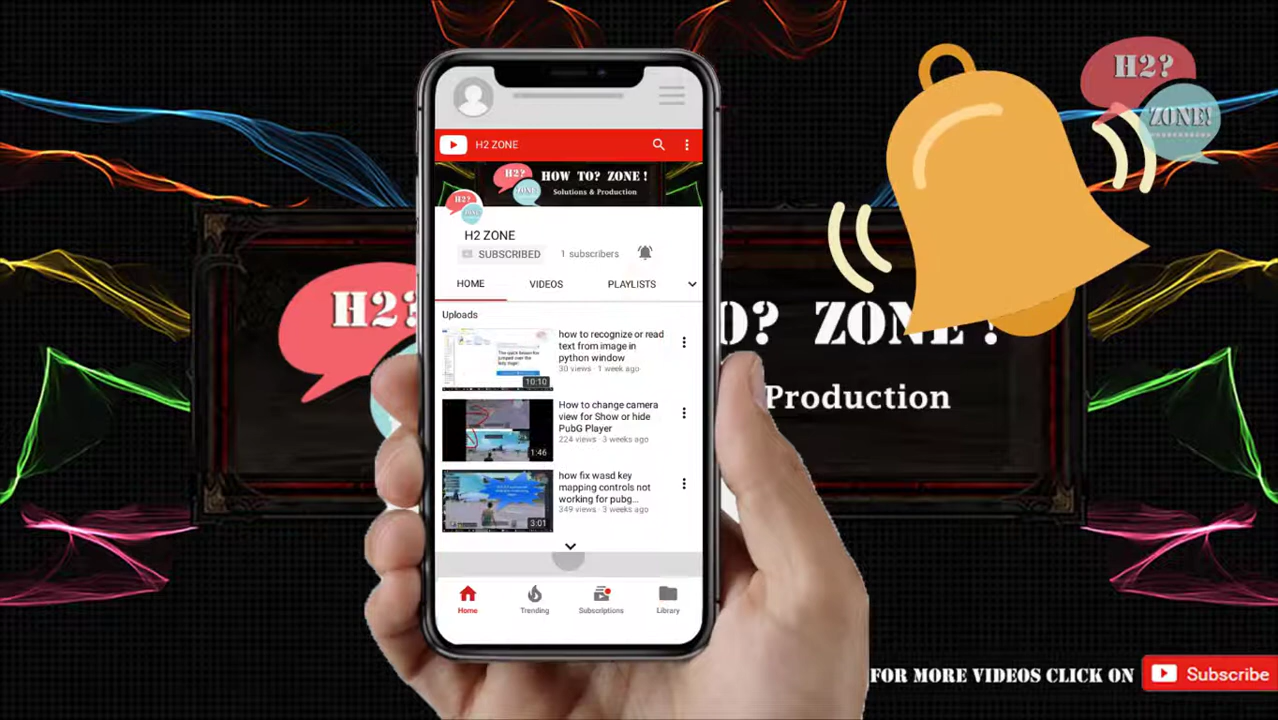 H2?
ZONE!
H2 ZONE
H2?
ZONE!
HOW TO? ZONE !
Solutions & Production
H2?
H2 ZONE
SUBSCRIBED
1 subscribers
HOME
VIDEOS
PLAYLISTS
Uploads
how to recognize or read
text from image in
python window
30 views · 1 week ago
10:10
How to change camera
view for Show or hide
PubG Player
224 views · 3 weeks ago
1:46
how fix wasd key
mapping controls not
working for pubg...
349 views · 3 weeks ago
3:01
Home
Trending
Subscriptions
Library
H2?
O? ZONE !
Production
FOR MORE VIDEOS CLICK ON
Subscribe